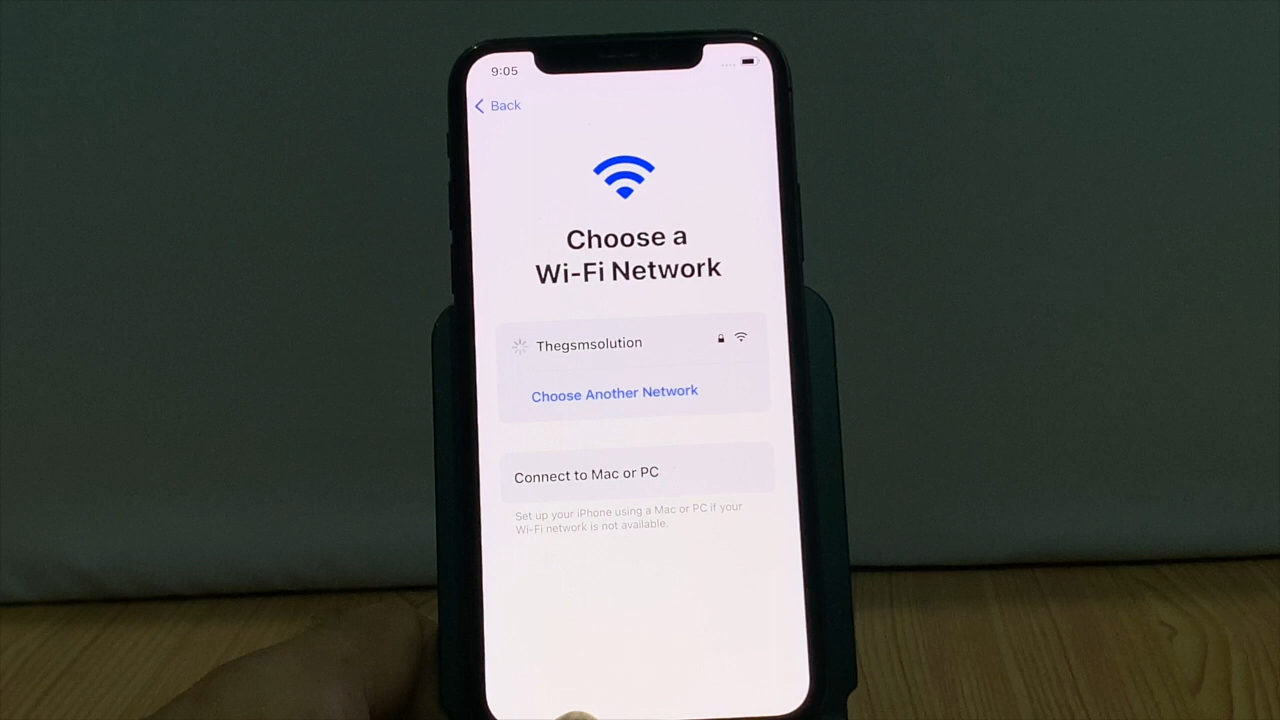 9:05
Back
Choose a
Wi-Fi Network
Thegsmsolution
Choose Another Network
Connect to Mac or PC
Set up your iPhone using a Mac or PC if your
Wi-Fi network is not available.